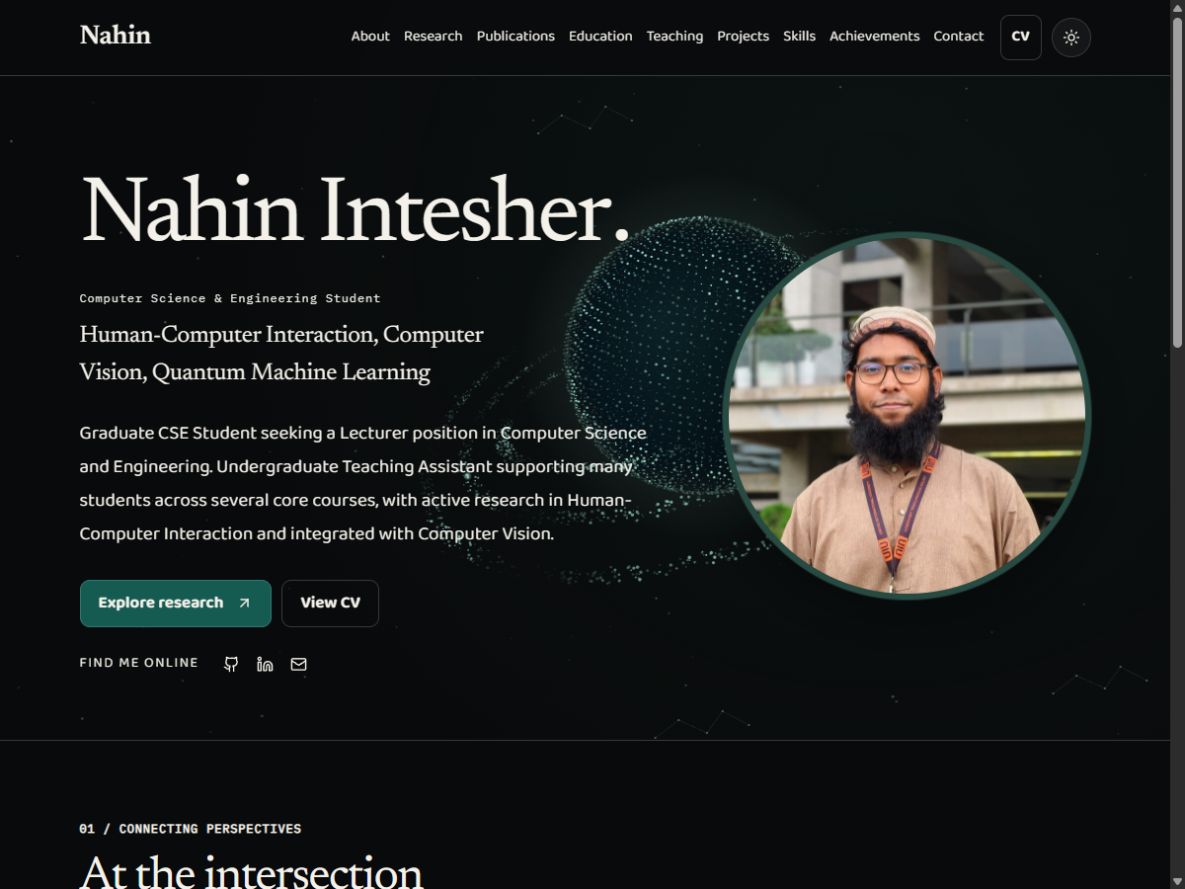 Nahin
About Research Publications Education Teaching Projects Skills Achievements Contact CV
Nahin Intesher.
Computer Science & Engineering Student
Human-Computer Interaction, Computer
Vision, Quantum Machine Learning
Graduate CSE Student seeking a Lecturer position in Computer Science
and Engineering. Undergraduate Teaching Assistant supporting many
students across several core courses, with active research in Human-
Computer Interaction and integrated with Computer Vision.
Explore research View CV
FIND ME ONLINE
01 / CONNECTING PERSPECTIVES
At the intersection